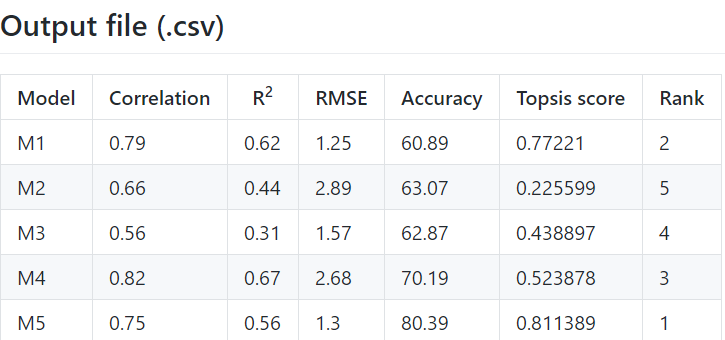 Output file (.csv)
Model Correlation R² RMSE Accuracy Topsis score Rank
M1 0.79 0.62 1.25 60.89 0.77221 2
M2 0.66 0.44 2.89 63.07 0.225599 5
M3 0.56 0.31 1.57 62.87 0.438897 4
M4 0.82 0.67 2.68 70.19 0.523878 3
M5 0.75 0.56 1.3 80.39 0.811389 1